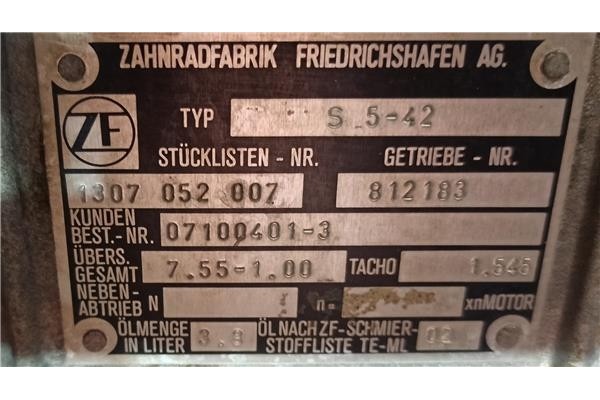 ZAHNRADFABRIK FRIEDRICHSHAFEN AG.
ZF
TYP S 5-42
STÜCKLISTEN - NR. GETRIEBE - NR.
1307 052 007 812183
KUNDEN
BEST.-NR. 07100401-3
ÜBERS.
GESAMT 7.55-1.00 TACHO 1.545
NEBEN-
ABTRIEB N n= xnMOTOR
ÖLMENGE
IN LITER 3.8
ÖL NACH ZF-SCHMIER-
STOFFLISTE TE-ML 02